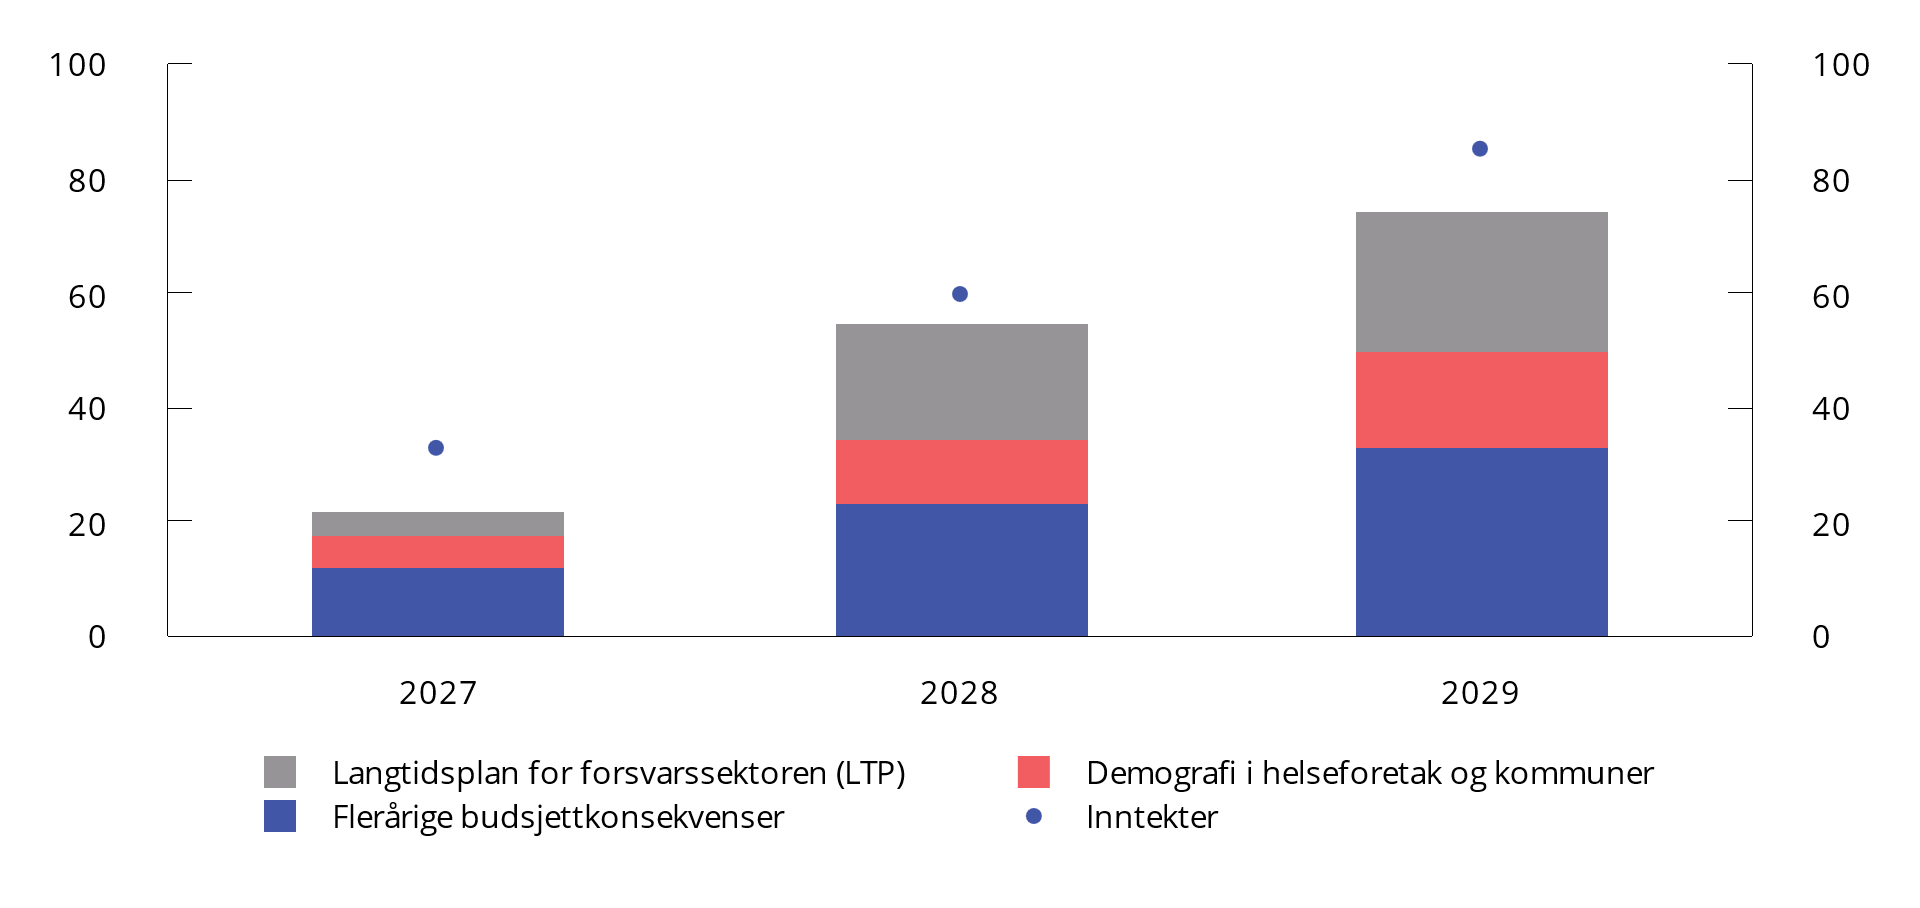 100 100
80 80
60 60
40 40
20 20
0 0
2027 2028 2029
Langtidsplan for forsvarssektoren (LTP) Demografi i helseforetak og kommuner
Flerårige budsjettkonsekvenser Inntekter